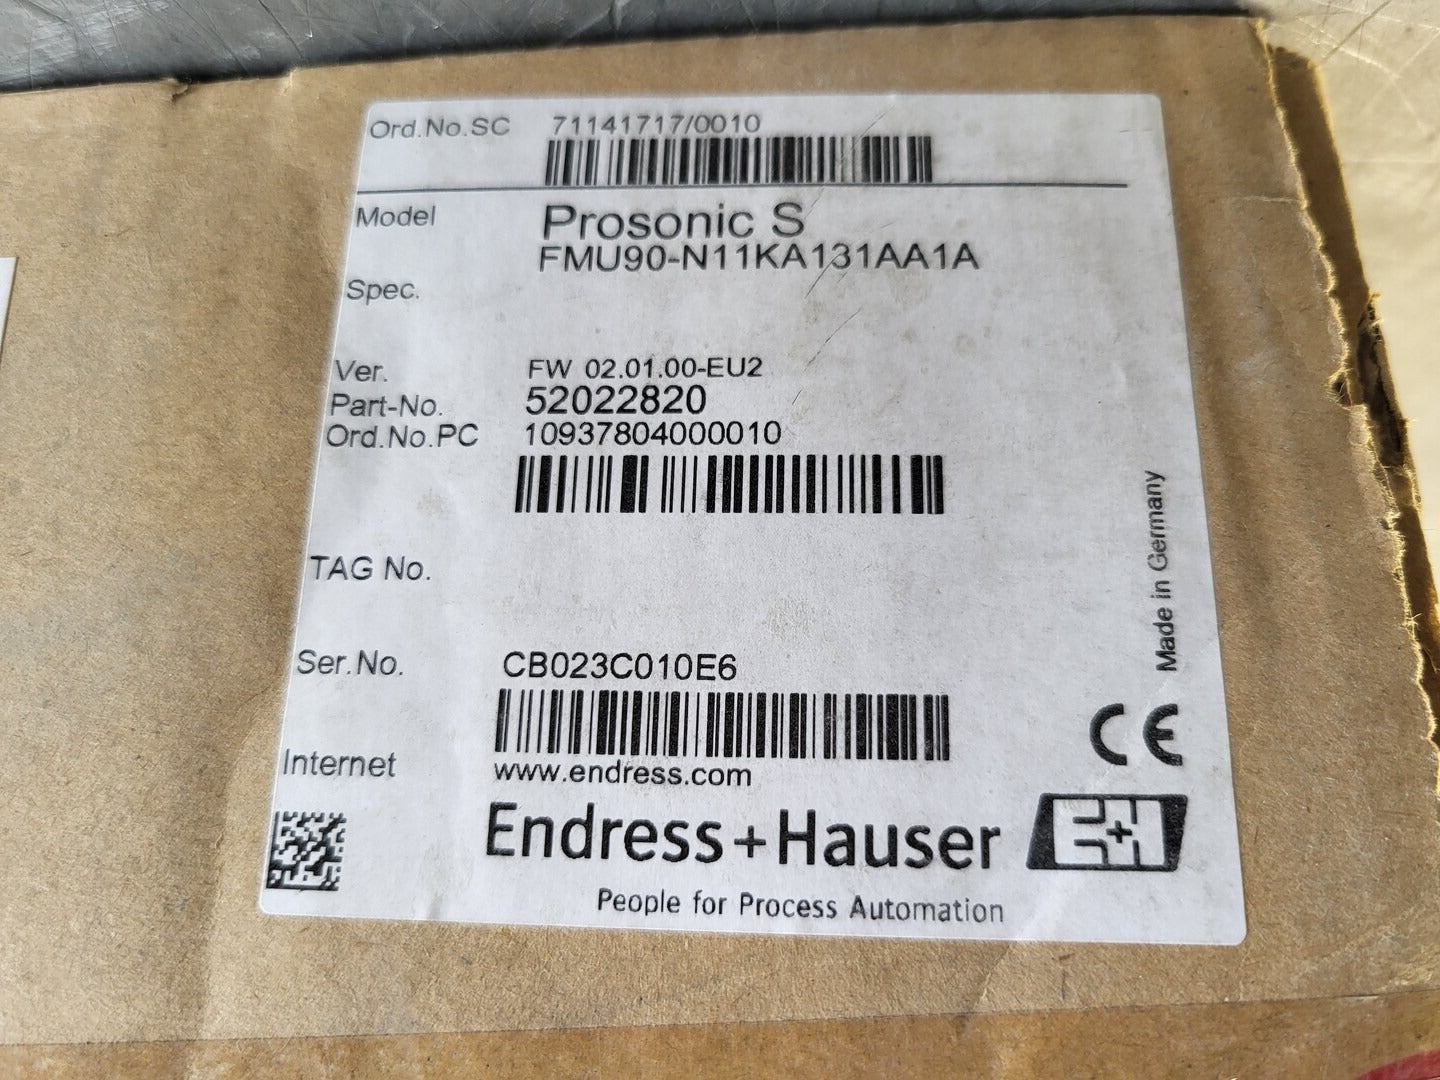 Ord.No.SC 71141717/0010
Model Prosonic S
FMU90-N11KA131AA1A
Spec.
Ver. FW 02.01.00-EU2
Part-No. 52022820
Ord.No.PC 10937804000010
TAG No.
Ser.No. CB023C010E6
Internet www.endress.com
Endress+Hauser E+H
People for Process Automation
Made in Germany
CE